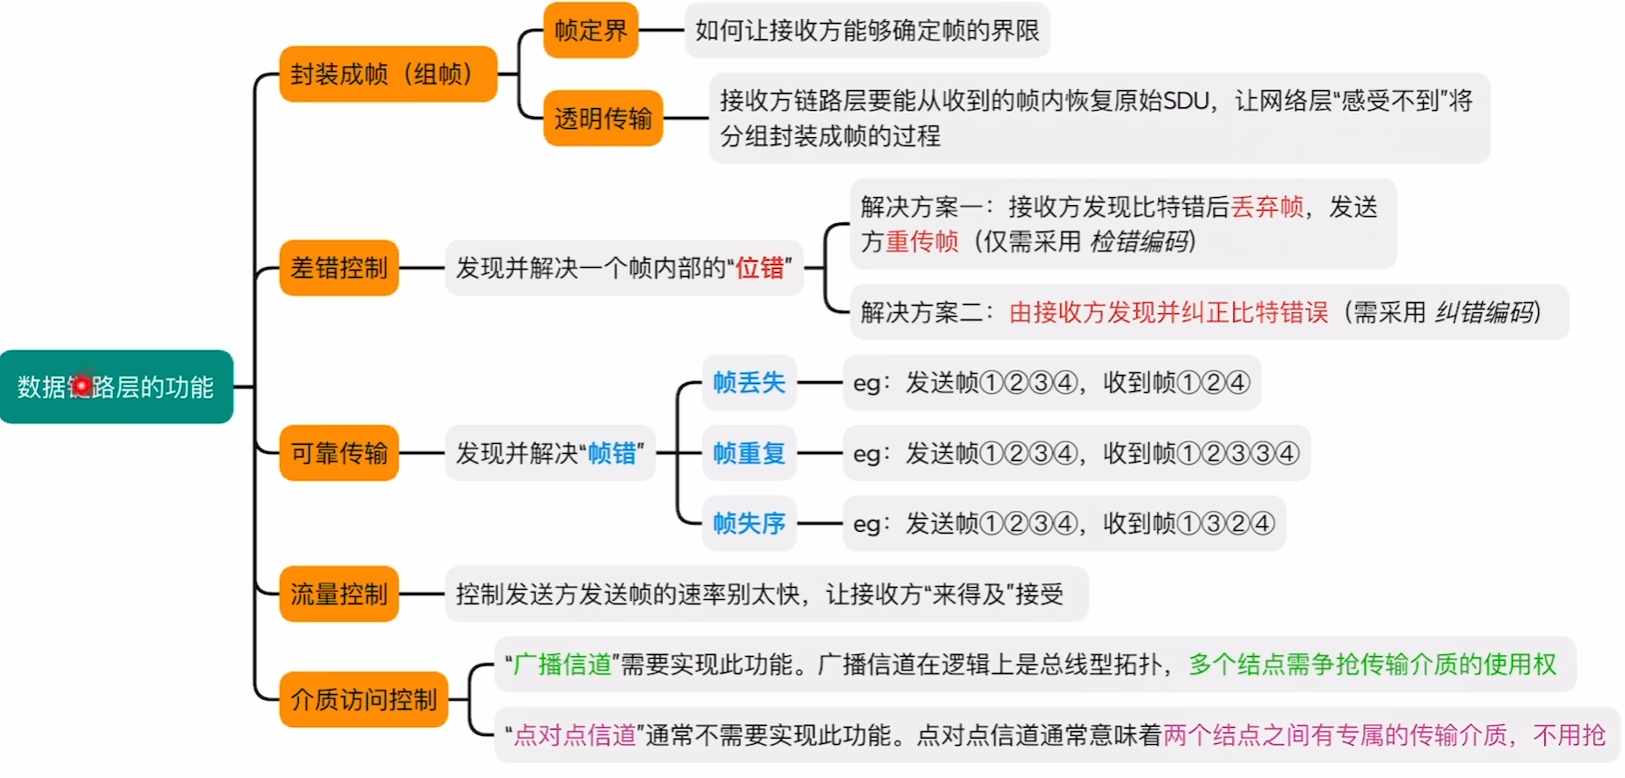 帧定界
如何让接收方能够确定帧的界限
封装成帧（组帧）
透明传输
接收方链路层要能从收到的帧内恢复原始SDU，让网络层“感受不到”将
分组封装成帧的过程
差错控制
发现并解决一个帧内部的“位错”
解决方案一：接收方发现比特错后丢弃帧，发送
方重传帧（仅需采用 检错编码）
解决方案二：由接收方发现并纠正比特错误（需采用 纠错编码）
数据链路层的功能
可靠传输
发现并解决“帧错”
帧丢失
eg：发送帧①②③④，收到帧①②④
帧重复
eg：发送帧①②③④，收到帧①②③③④
帧失序
eg：发送帧①②③④，收到帧①③②④
流量控制
控制发送方发送帧的速率别太快，让接收方“来得及”接受
介质访问控制
“广播信道”需要实现此功能。广播信道在逻辑上是总线型拓扑，多个结点需争抢传输介质的使用权
“点对点信道”通常不需要实现此功能。点对点信道通常意味着两个结点之间有专属的传输介质，不用抢